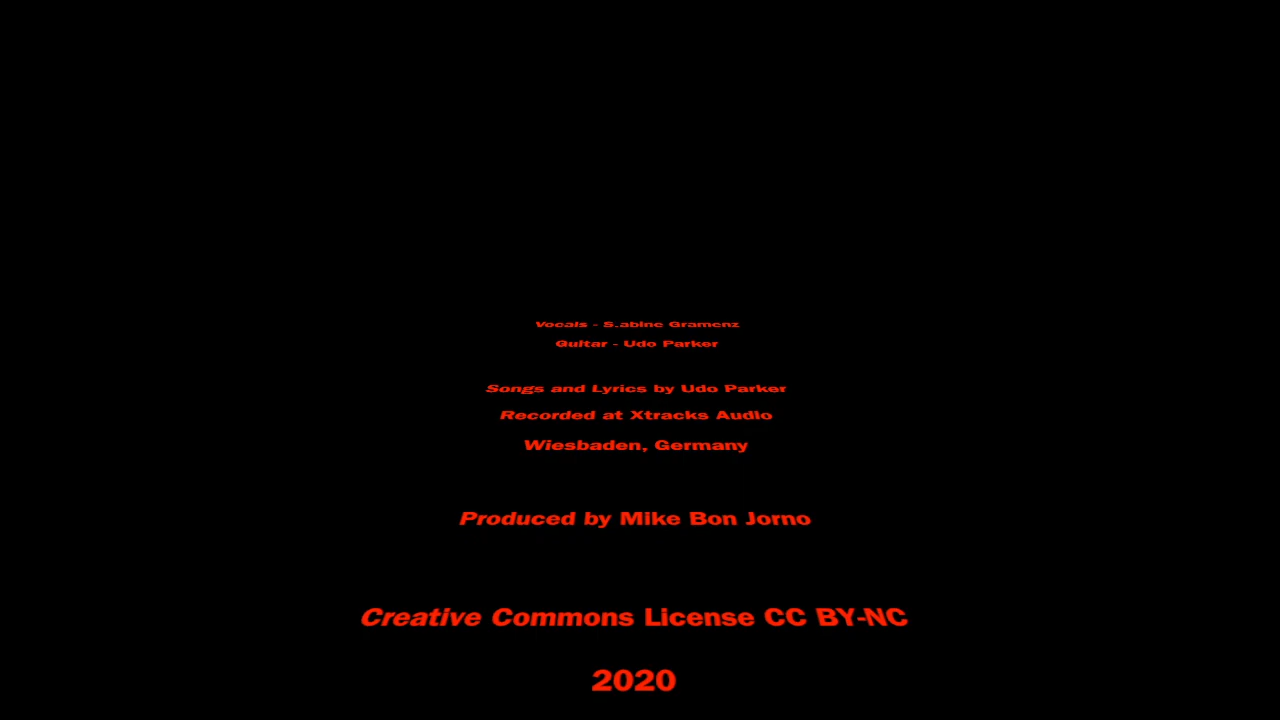 Vocals - S.abine Gramenz
Guitar - Udo Parker
Songs and Lyrics by Udo Parker
Recorded at Xtracks Audio
Wiesbaden, Germany
Produced by Mike Bon Jorno
Creative Commons License CC BY-NC
2020